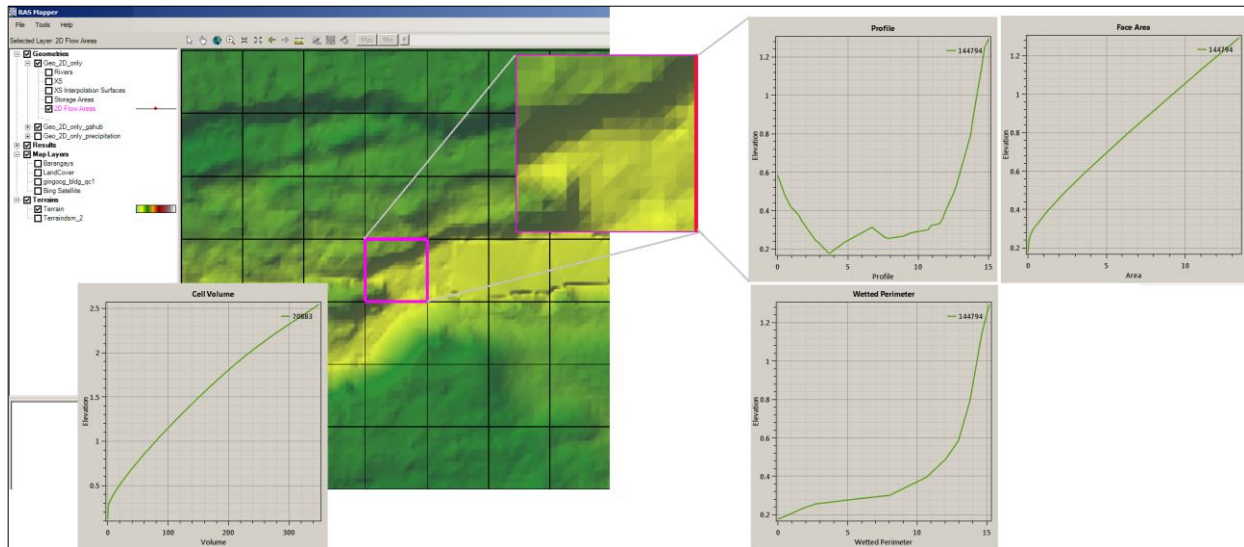 RAS Mapper
File Tools Help
Selected Layer: 2D Flow Areas
Max Min
Geometries
Geo_2D_only
Rivers
XS
XS Interpolation Surfaces
Storage Areas
2D Flow Areas
Geo_2D_only_gshub
Geo_2D_only_precipitation
Results
Map Layers
Barangays
LandCover
gingoog_bldg_qc1
Bing Satellite
Terrains
Terrain
Terraindsm_2
Profile
144794
Elevation
1.2
1
0.8
0.6
0.4
0.2
0 5 10 15
Profile
Face Area
144794
Elevation
1.2
1
0.8
0.6
0.4
0.2
0 5 10
Area
Cell Volume
70883
Elevation
2.5
2
1.5
1
0.5
0 100 200 300
Volume
Wetted Perimeter
144794
Elevation
1.2
1
0.8
0.6
0.4
0.2
0 5 10 15
Wetted Perimeter